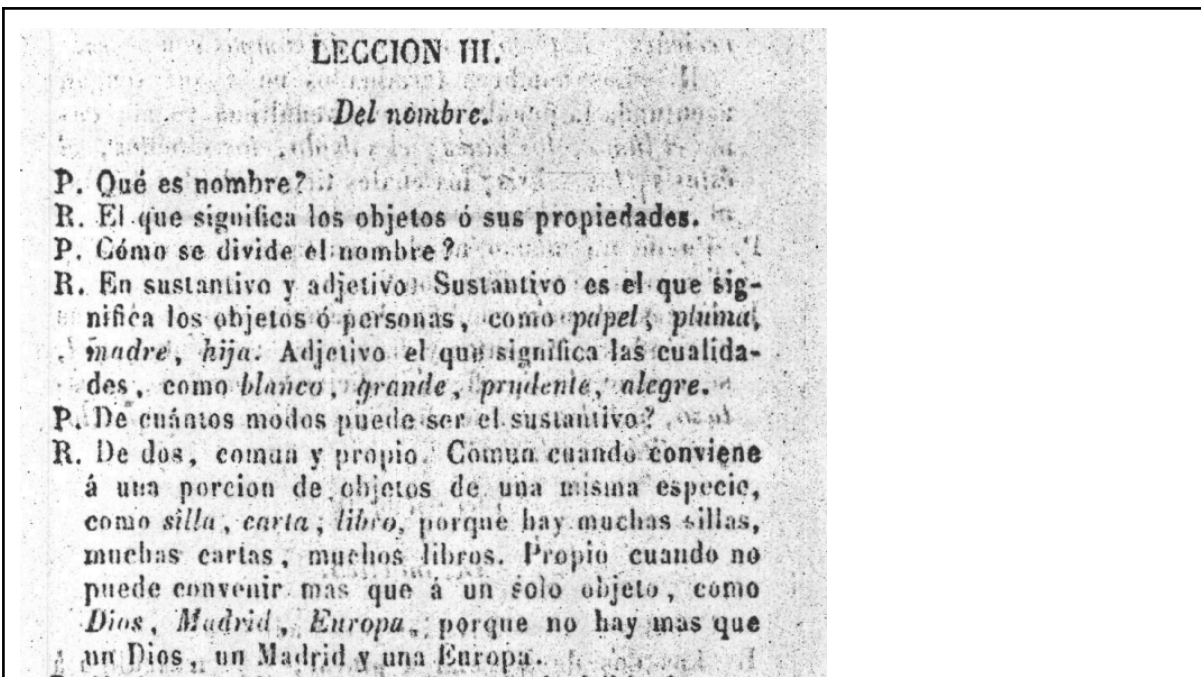 LECCION III.
Del nombre.
P. Qué es nombre?
R. El que significa los objetos ó sus propiedades.
P. Cómo se divide el nombre?
R. En sustantivo y adjetivo. Sustantivo es el que sig-
nifica los objetos ó personas, como papel, pluma,
madre, hija. Adjetivo el que significa las cualida-
des, como blanco, grande, prudente, alegre.
P. De cuántos modos puede ser el sustantivo?
R. De dos, comun y propio. Comun cuando conviene
á una porcion de objetos de una misma especie,
como silla, carta, libro, porque hay muchas sillas,
muchas cartas, muchos libros. Propio cuando no
puede convenir mas que á un solo objeto, como
Dios, Madrid, Europa, porque no hay mas que
un Dios, un Madrid y una Europa.